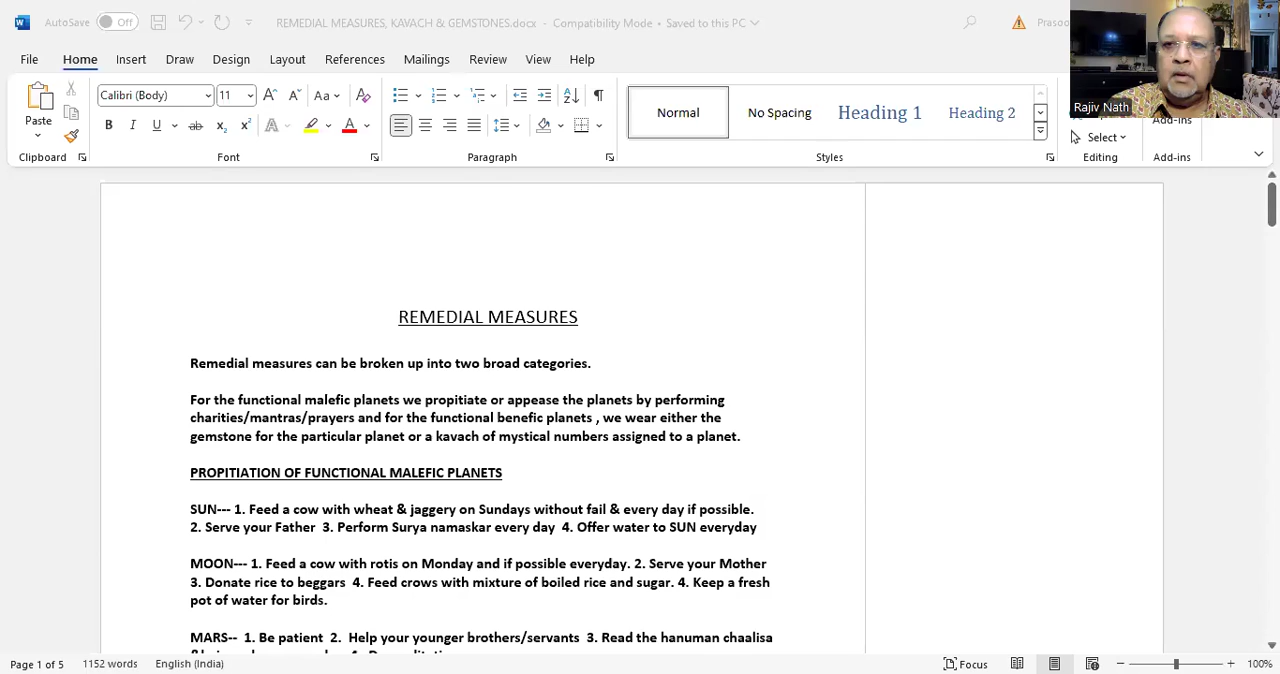 AutoSave Off REMEDIAL MEASURES, KAVACH & GEMSTONES.docx - Compatibility Mode • Saved to this PC Prasoo
File Home Insert Draw Design Layout References Mailings Review View Help
Rajiv Nath
Paste
Calibri (Body) 11
Normal No Spacing Heading 1 Heading 2
Select
Add-ins
Clipboard Font Paragraph Styles Editing Add-ins
REMEDIAL MEASURES
Remedial measures can be broken up into two broad categories.
For the functional malefic planets we propitiate or appease the planets by performing
charities/mantras/prayers and for the functional benefic planets , we wear either the
gemstone for the particular planet or a kavach of mystical numbers assigned to a planet.
PROPITIATION OF FUNCTIONAL MALEFIC PLANETS
SUN--- 1. Feed a cow with wheat & jaggery on Sundays without fail & every day if possible.
2. Serve your Father 3. Perform Surya namaskar every day 4. Offer water to SUN everyday
MOON--- 1. Feed a cow with rotis on Monday and if possible everyday. 2. Serve your Mother
3. Donate rice to beggars 4. Feed crows with mixture of boiled rice and sugar. 4. Keep a fresh
pot of water for birds.
MARS-- 1. Be patient 2. Help your younger brothers/servants 3. Read the hanuman chaalisa
Page 1 of 5 1152 words English (India) Focus 100%